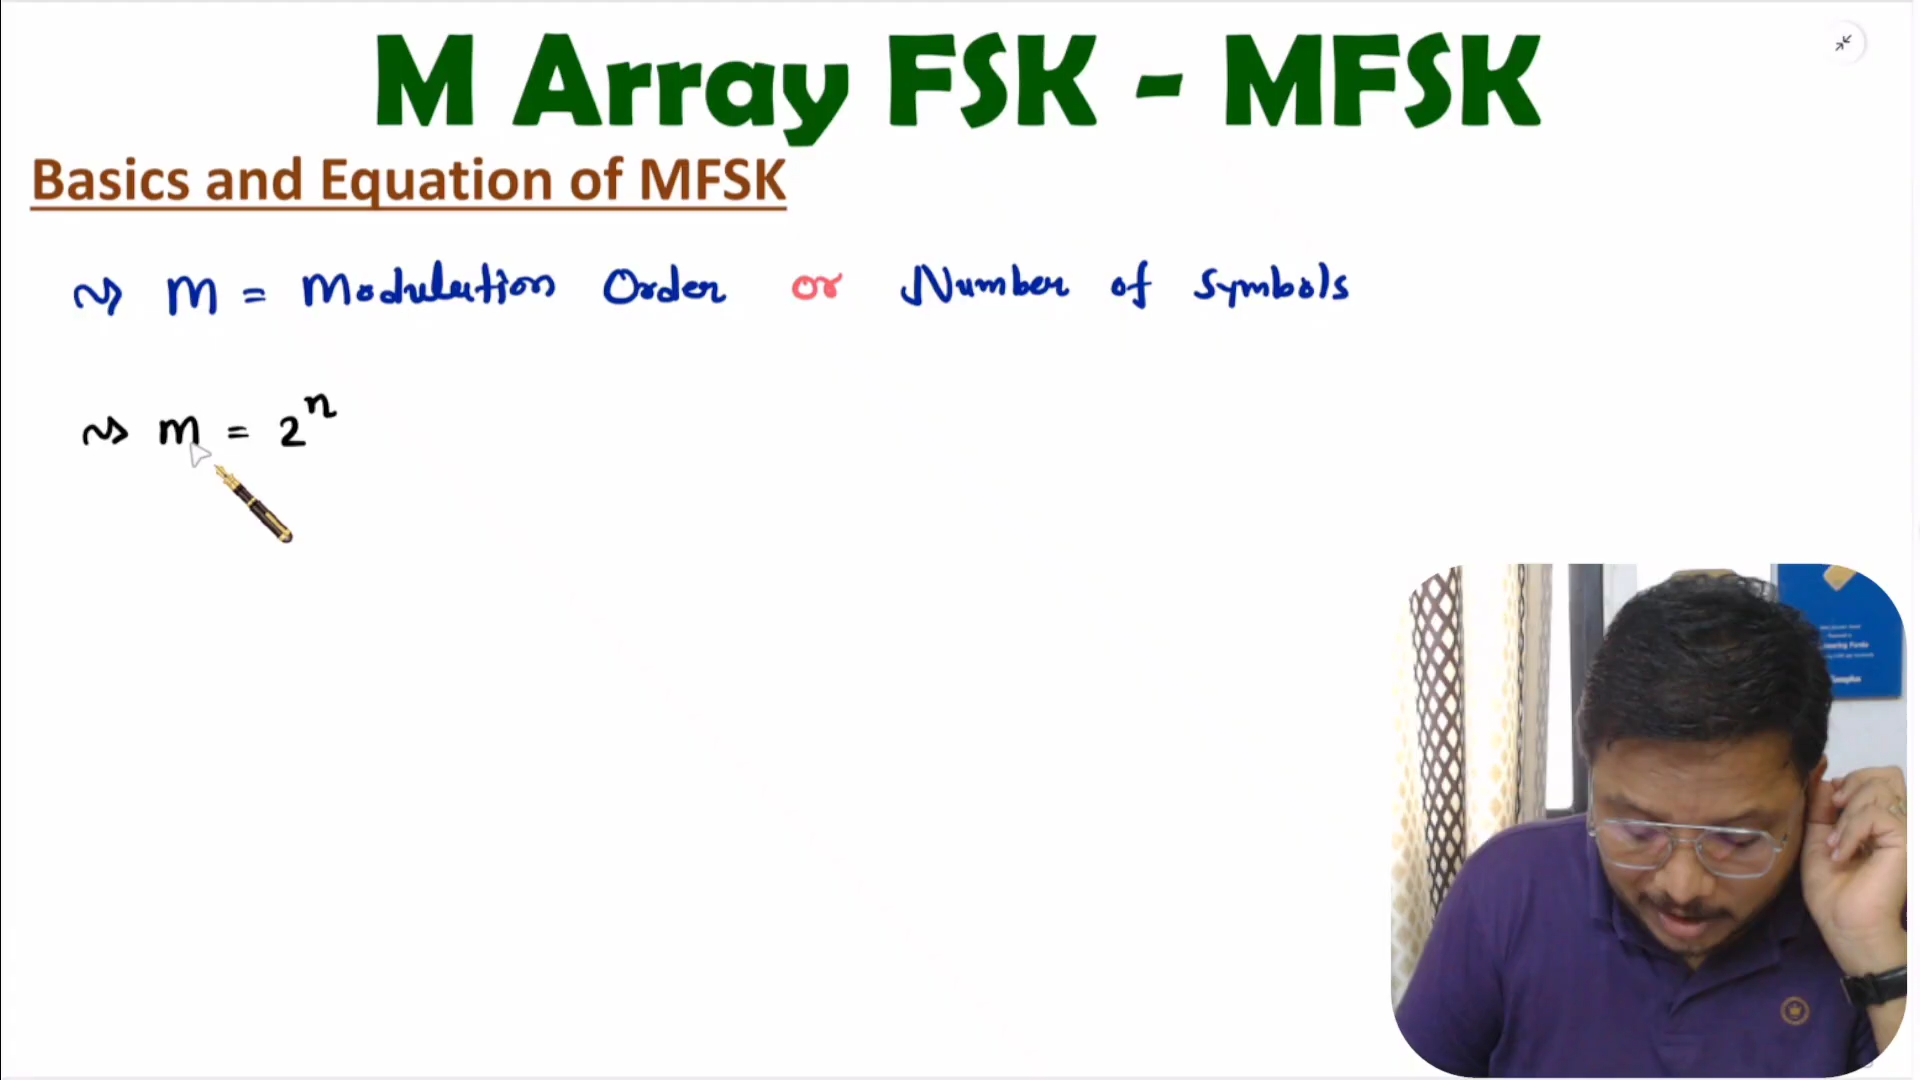 M Array FSK - MFSK
Basics and Equation of MFSK
⤳ M = Modulation Order or Number of Symbols
⤳ M = 2^n